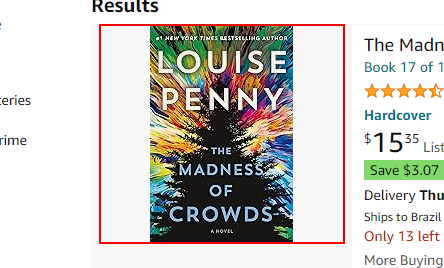 Results
#1 NEW YORK TIMES BESTSELLING AUTHOR
LOUISE
PENNY
THE
MADNESS
OF
CROWDS
A NOVEL
eries
rime
The Madn
Book 17 of 1
Hardcover
$15 35 List
Save $3.07
Delivery Thu
Ships to Brazil
Only 13 left
More Buying